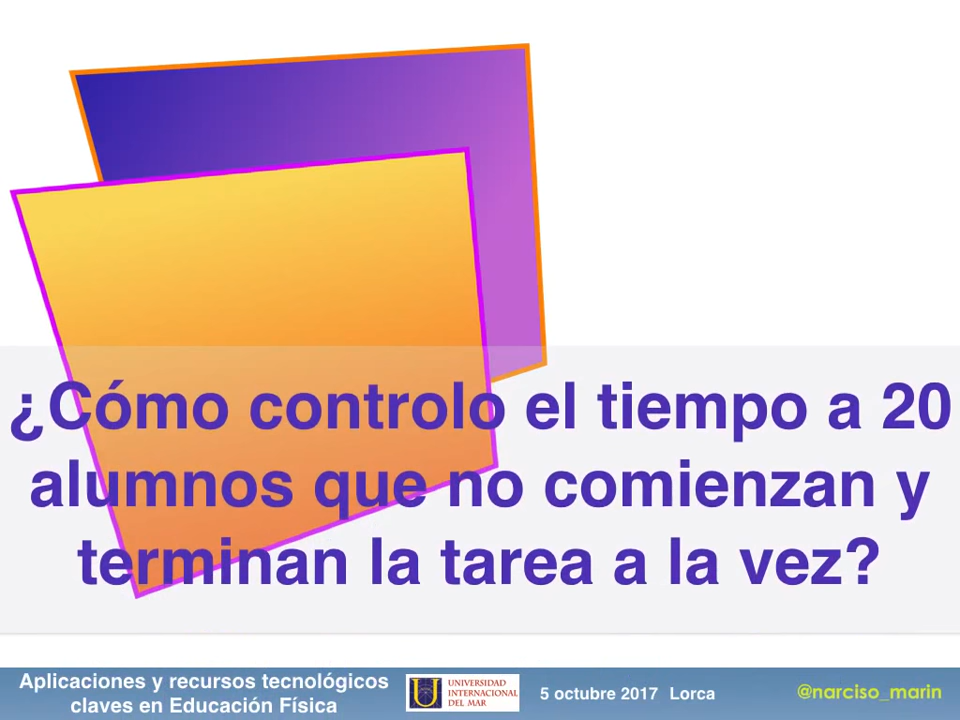 ¿Cómo controlo el tiempo a 20
alumnos que no comienzan y
terminan la tarea a la vez?
Aplicaciones y recursos tecnológicos
claves en Educación Física
UNIVERSIDAD
INTERNACIONAL
DEL MAR
5 octubre 2017 Lorca
@narciso_marin